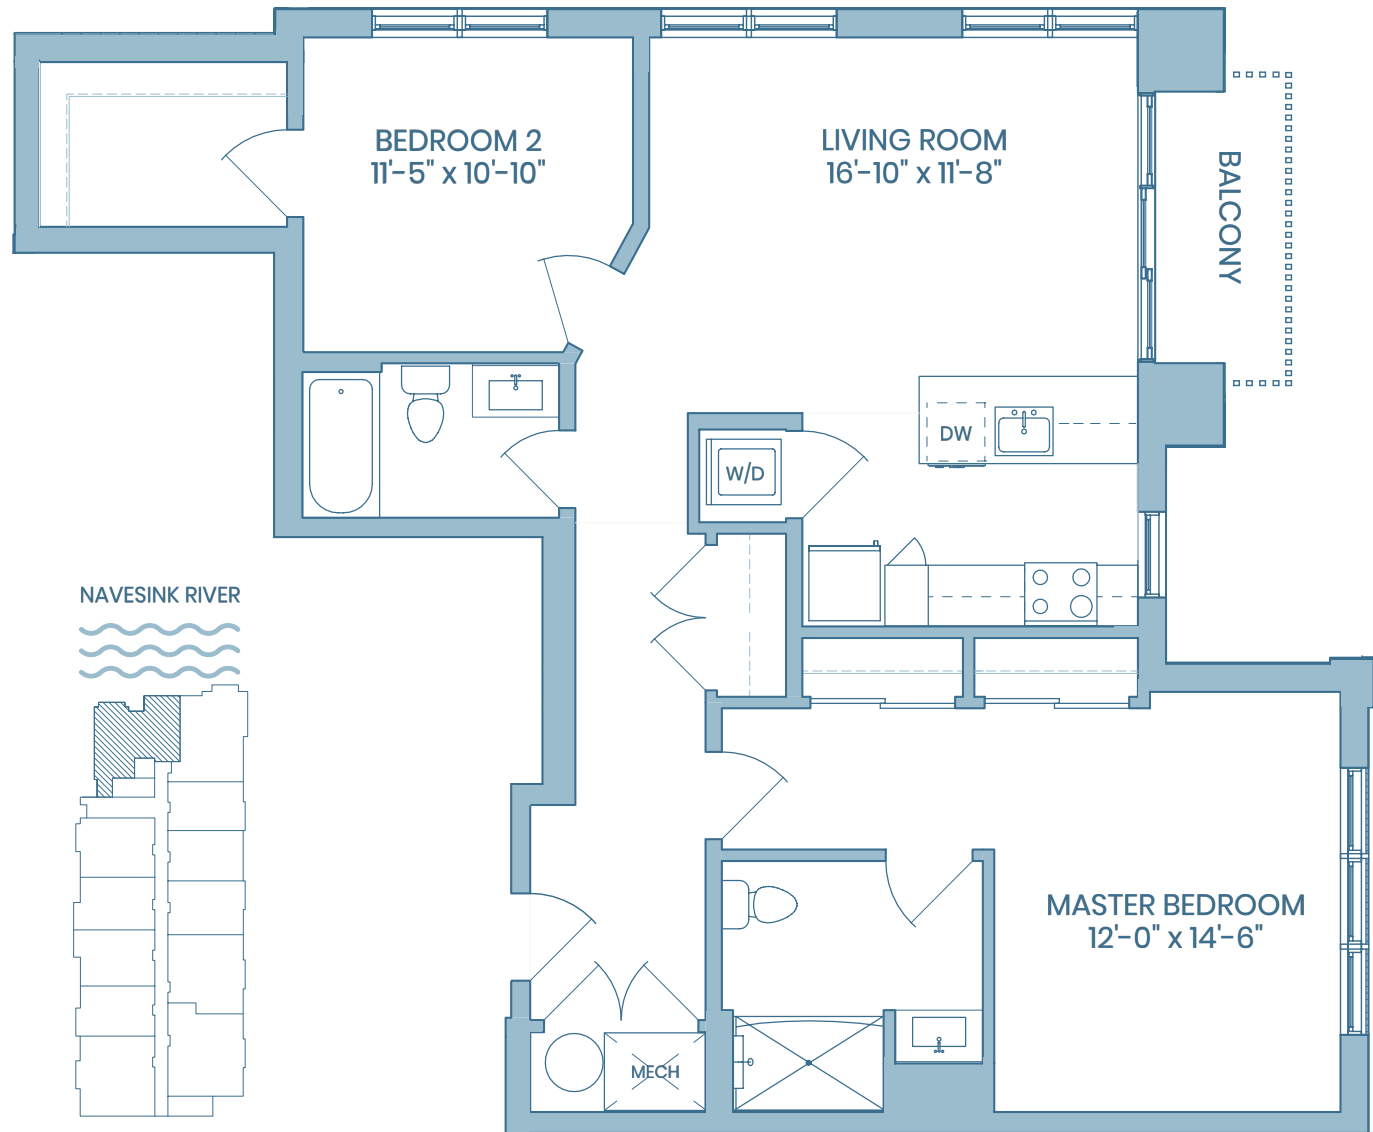 BEDROOM 2
11'-5" x 10'-10"
LIVING ROOM
16'-10" x 11'-8"
BALCONY
DW
W/D
NAVESINK RIVER
MASTER BEDROOM
12'-0" x 14'-6"
MECH